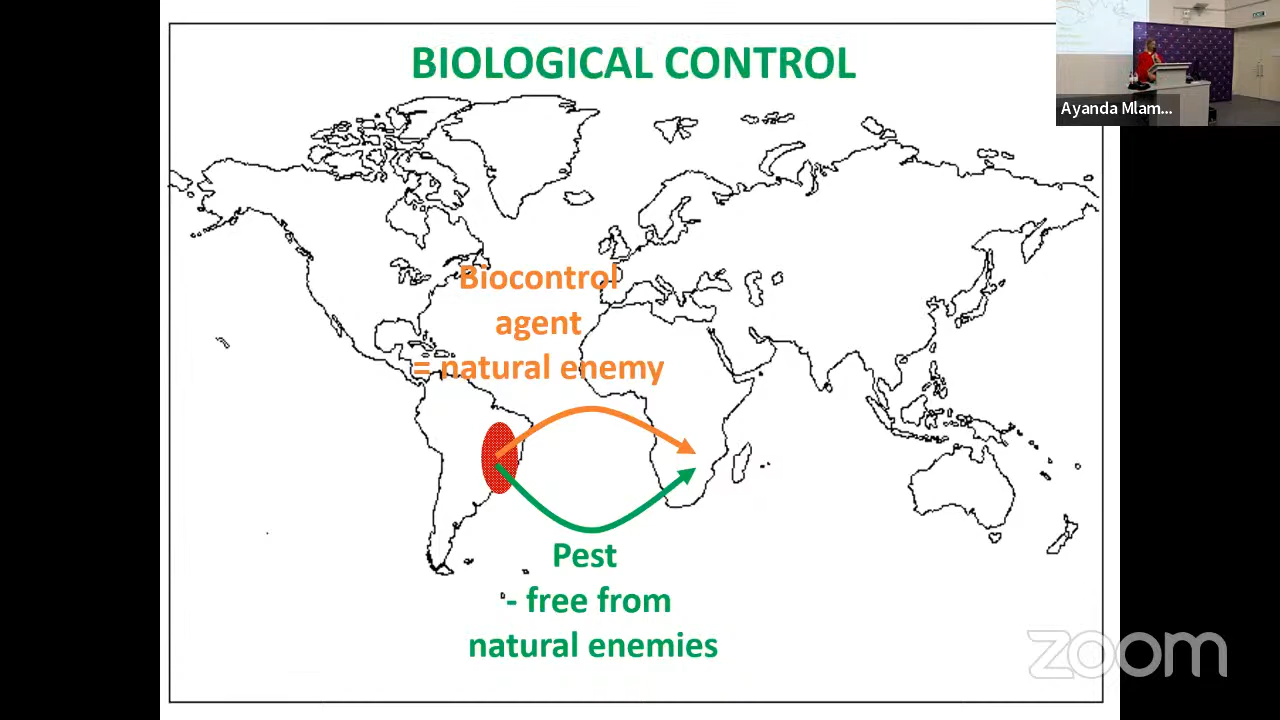 BIOLOGICAL CONTROL
Ayanda Mlam...
Biocontrol
agent
= natural enemy
Pest
- free from
natural enemies
zoom